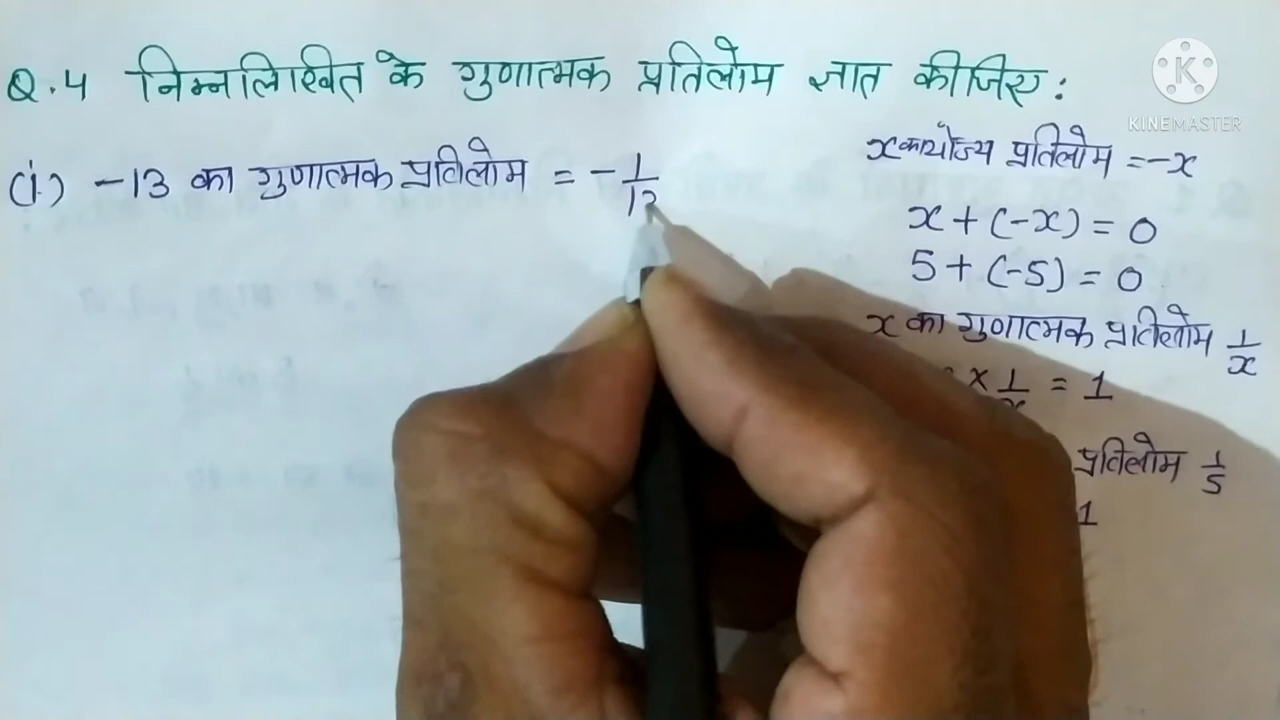 Q.4 निम्नलिखित के गुणात्मक प्रतिलोम ज्ञात कीजिए:
(i.) -13 का गुणात्मक प्रतिलोम = -1/13
x का योज्य प्रतिलोम = -x
x + (-x) = 0
5 + (-5) = 0
x का गुणात्मक प्रतिलोम 1/x
× 1/x = 1
प्रतिलोम 1/5
1
KINEMASTER